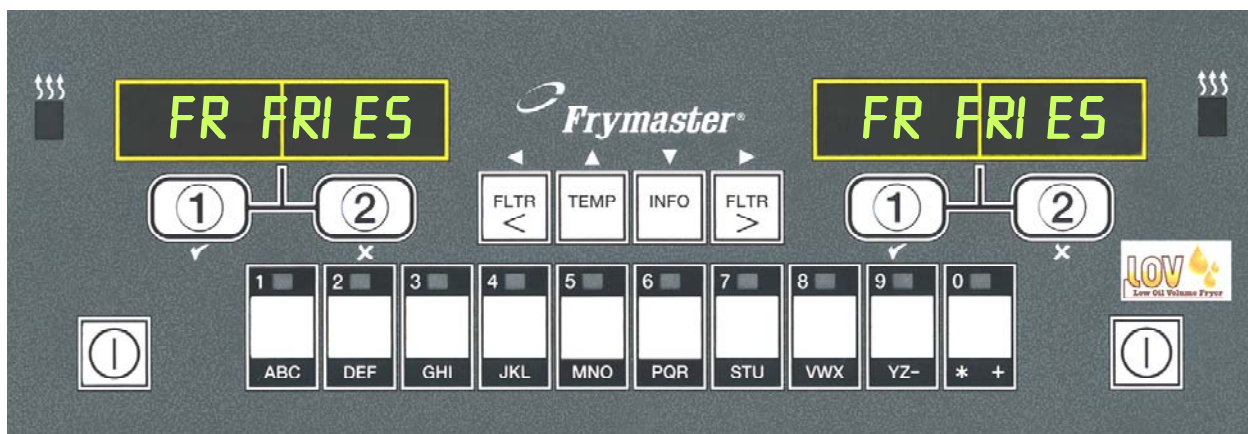 FR FRIES
FR FRIES
Frymaster®
1 2
FLTR < TEMP INFO FLTR >
1 2
LOV
Low Oil Volume Fryer
1 2 3 4 5 6 7 8 9 0
ABC DEF GHI JKL MNO PQR STU VWX YZ- * +